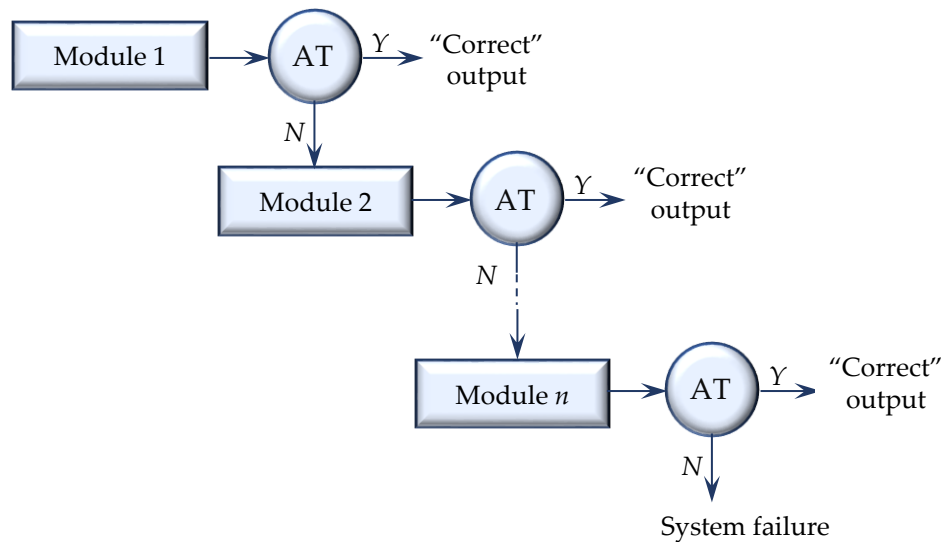 Module 1
AT
Y
“Correct”
output
N
Module 2
AT
Y
“Correct”
output
N
Module n
AT
Y
“Correct”
output
N
System failure